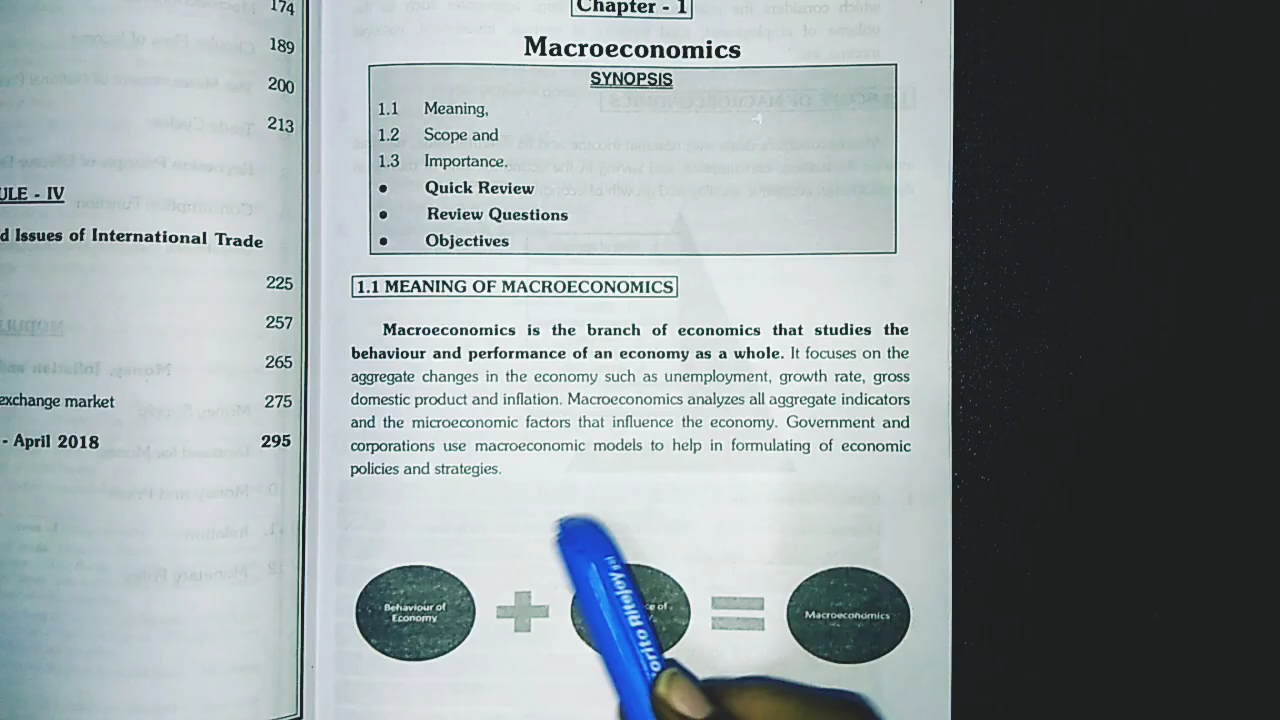 174
189
200
213
ULE - IV
d Issues of International Trade
225
257
265
exchange market 275
- April 2018 295
Chapter - 1
Macroeconomics
SYNOPSIS
1.1 Meaning,
1.2 Scope and
1.3 Importance.
• Quick Review
• Review Questions
• Objectives
1.1 MEANING OF MACROECONOMICS
Macroeconomics is the branch of economics that studies the
behaviour and performance of an economy as a whole. It focuses on the
aggregate changes in the economy such as unemployment, growth rate, gross
domestic product and inflation. Macroeconomics analyzes all aggregate indicators
and the microeconomic factors that influence the economy. Government and
corporations use macroeconomic models to help in formulating of economic
policies and strategies.
Behaviour of
Economy
+
ce of
=
Macroeconomics